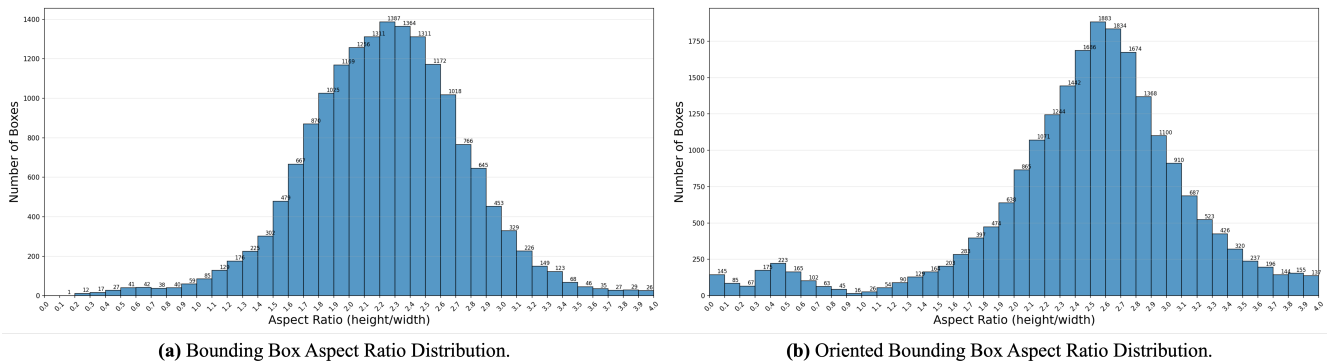 Number of Boxes
1400
1200
1000
800
600
400
200
0
1 12 17 27 41 42 38 40 59 85 129 176 225 302 479 667 870 1025 1169 1256 1311 1387 1364 1311 1172 1018 766 645 453 329 226 149 123 68 46 35 27 29 26
0.0 0.1 0.2 0.3 0.4 0.5 0.6 0.7 0.8 0.9 1.0 1.1 1.2 1.3 1.4 1.5 1.6 1.7 1.8 1.9 2.0 2.1 2.2 2.3 2.4 2.5 2.6 2.7 2.8 2.9 3.0 3.1 3.2 3.3 3.4 3.5 3.6 3.7 3.8 3.9 4.0
Aspect Ratio (height/width)
(a) Bounding Box Aspect Ratio Distribution.
Number of Boxes
1750
1500
1250
1000
750
500
250
0
145 85 67 223 165 102 63 45 16 26 54 90 129 203 397 474 638 865 1071 1244 1442 1686 1883 1834 1674 1368 1100 910 687 523 426 320 237 196 144 155 137
0.0 0.1 0.2 0.3 0.4 0.5 0.6 0.7 0.8 0.9 1.0 1.1 1.2 1.3 1.4 1.5 1.6 1.7 1.8 1.9 2.0 2.1 2.2 2.3 2.4 2.5 2.6 2.7 2.8 2.9 3.0 3.1 3.2 3.3 3.4 3.5 3.6 3.7 3.8 3.9 4.0
Aspect Ratio (height/width)
(b) Oriented Bounding Box Aspect Ratio Distribution.